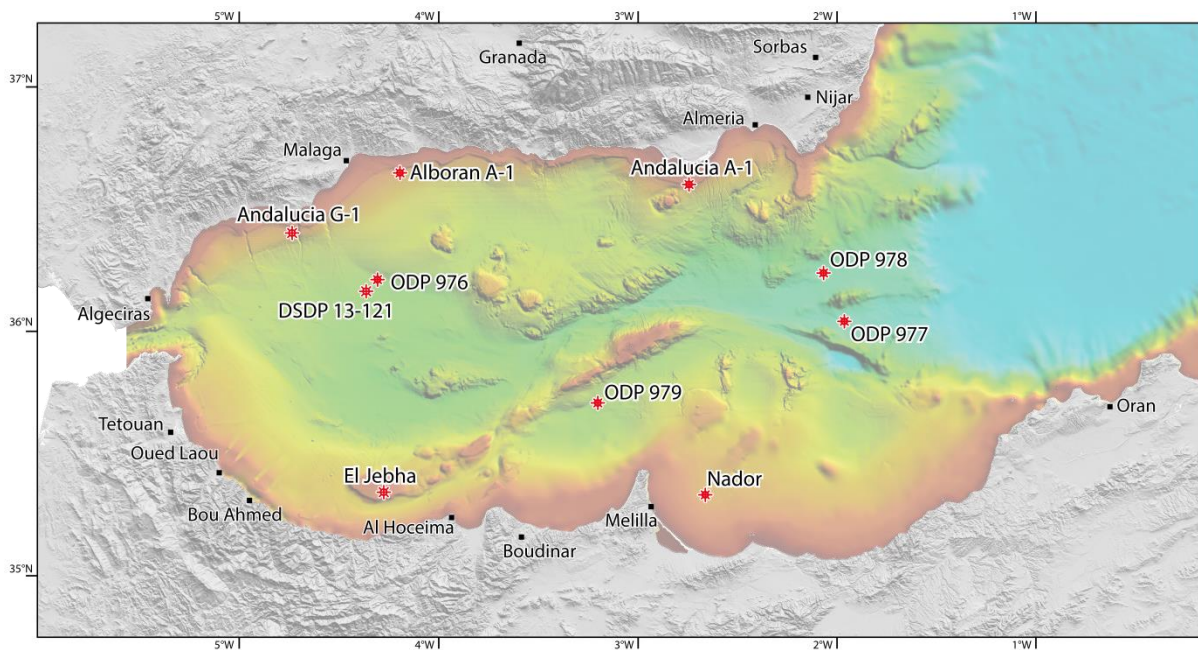 5°W
4°W
3°W
2°W
1°W
Granada
Sorbas
37°N
Nijar
Almeria
Malaga
Alboran A-1
Andalucia A-1
Andalucia G-1
ODP 978
ODP 976
DSDP 13-121
Algeciras
36°N
ODP 977
ODP 979
Oran
Tetouan
Oued Laou
El Jebha
Nador
Bou Ahmed
Al Hoceima
Melilla
Boudinar
35°N
5°W
4°W
3°W
2°W
1°W